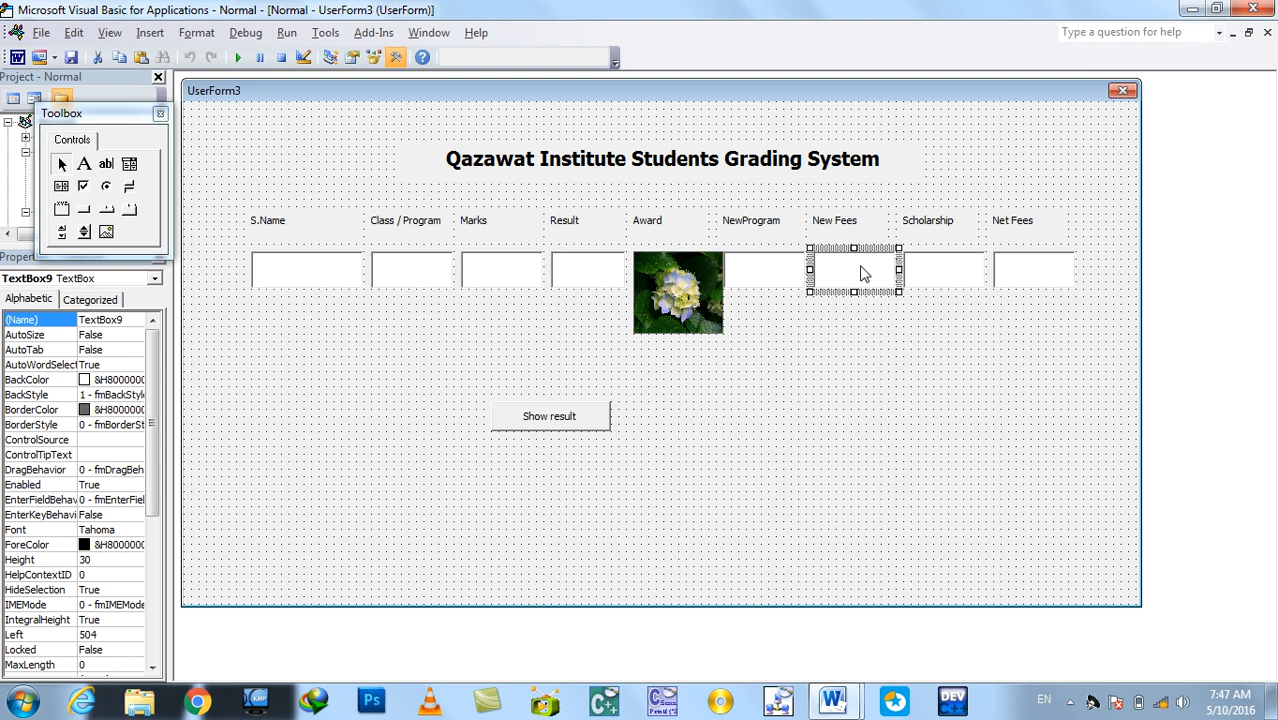 Microsoft Visual Basic for Applications - Normal - [Normal - UserForm3 (UserForm)]
File Edit View Insert Format Debug Run Tools Add-Ins Window Help
Type a question for help
Project - Normal
Toolbox
Controls
UserForm3
Qazawat Institute Students Grading System
S.Name Class / Program Marks Result Award NewProgram New Fees Scholarship Net Fees
Show result
TextBox9 TextBox
Alphabetic Categorized
(Name) TextBox9
AutoSize False
AutoTab False
AutoWordSelect True
BackColor &H8000000
BackStyle 1 - fmBackStyl
BorderColor &H8000000
BorderStyle 0 - fmBorderSt
ControlSource
ControlTipText
DragBehavior 0 - fmDragBeh
Enabled True
EnterFieldBehav 0 - fmEnterFiel
EnterKeyBehav False
Font Tahoma
ForeColor &H8000000
Height 30
HelpContextID 0
HideSelection True
IMEMode 0 - fmIMEMod
IntegralHeight True
Left 504
Locked False
MaxLength 0
EN
7:47 AM
5/10/2016